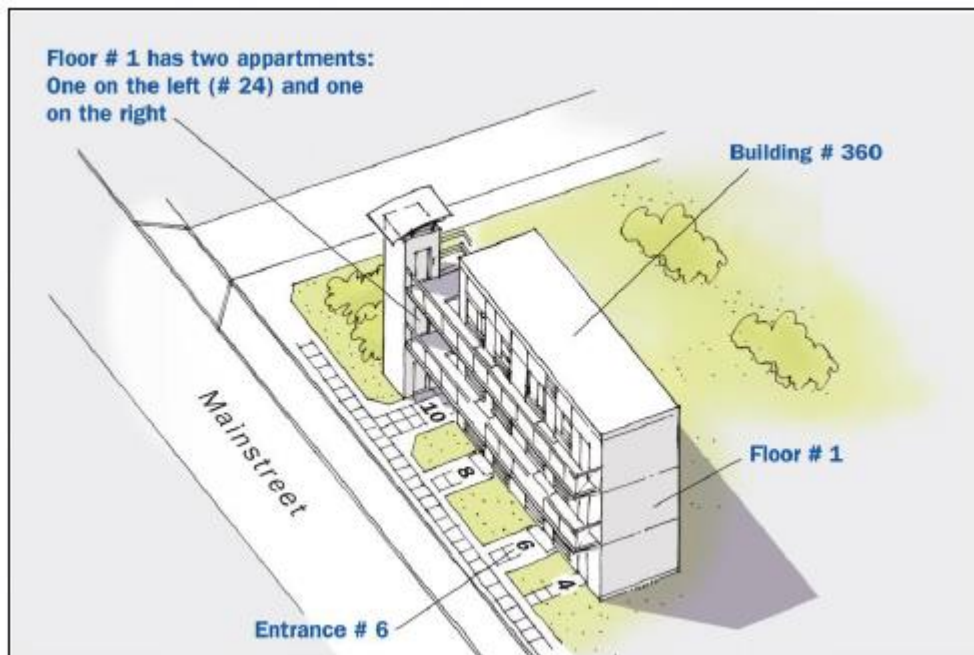 Floor # 1 has two appartments:
One on the left (# 24) and one
on the right
Building # 360
10
Mainstreet
8
Floor # 1
6
4
Entrance # 6